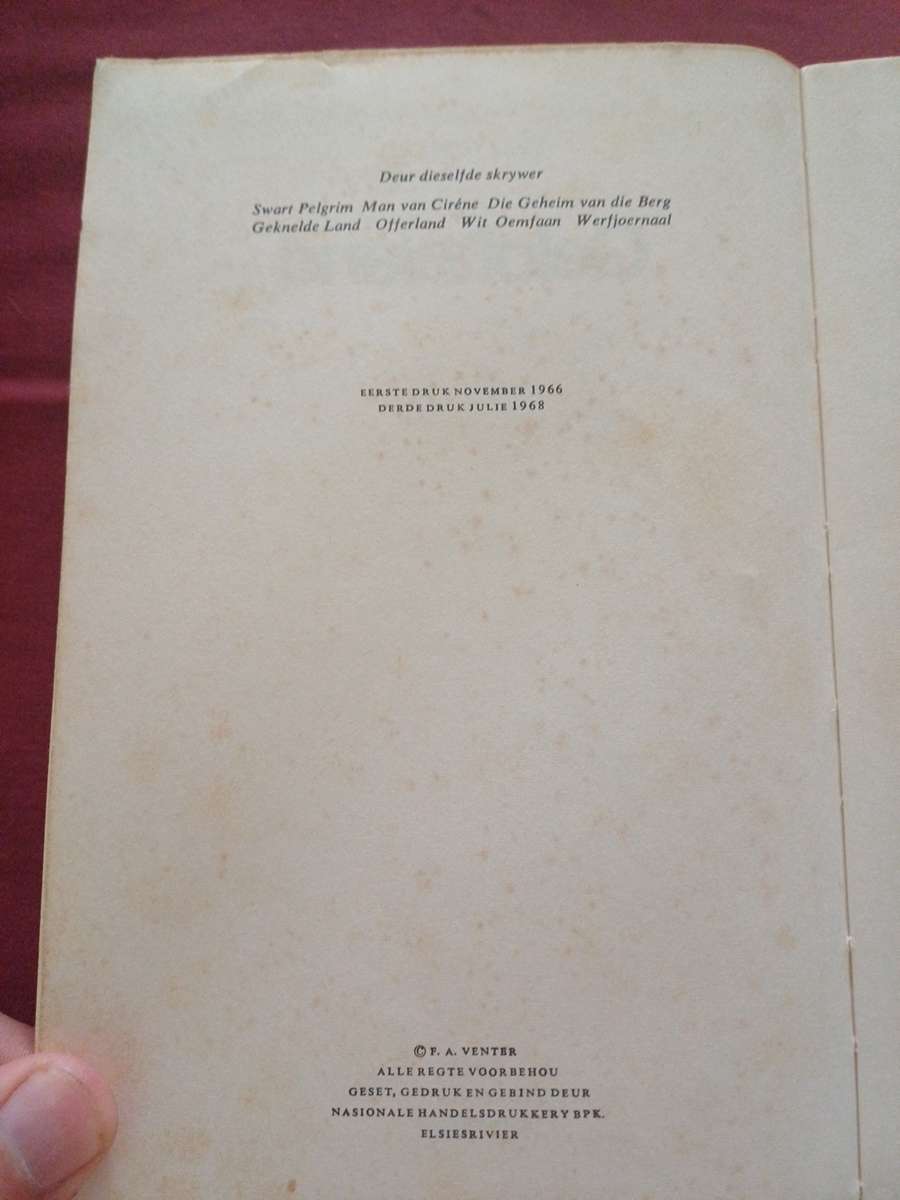 Deur dieselfde skrywer
Swart Pelgrim Man van Ciréne Die Geheim van die Berg
Geknelde Land Offerland Wit Oemfaan Werfjoernaal
EERSTE DRUK NOVEMBER 1966
DERDE DRUK JULIE 1968
© F. A. VENTER
ALLE REGTE VOORBEHOU
GESET, GEDRUK EN GEBIND DEUR
NASIONALE HANDELSDRUKKERY BPK.
ELSIESRIVIER